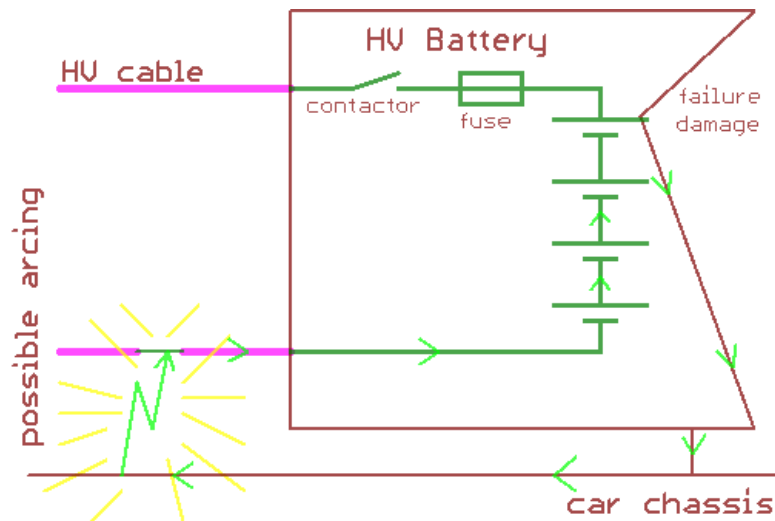 HV Battery
HV cable
contactor
fuse
failure
damage
possible arcing
car chassis